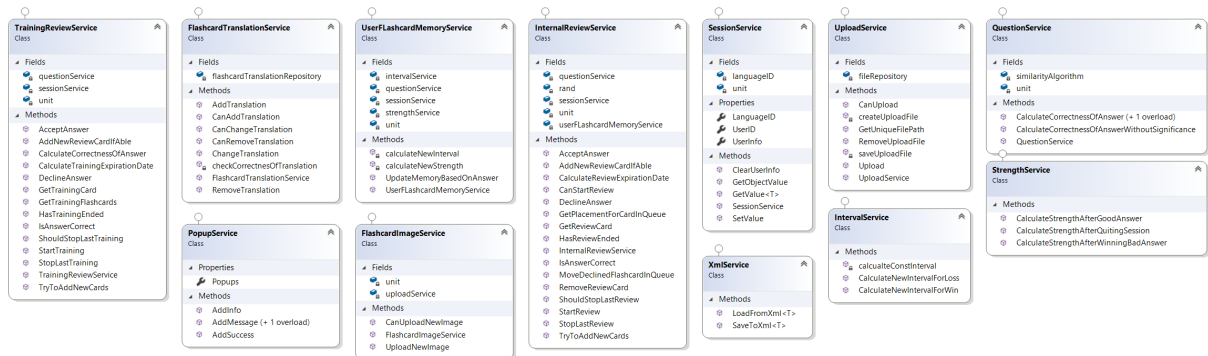 TrainingReviewService
Class
Fields
questionService
sessionService
unit
Methods
AcceptAnswer
AddNewReviewCardIfAble
CalculateCorrectnessOfAnswer
CalculateTrainingExpirationDate
DeclineAnswer
GetTrainingCard
GetTrainingFlashcards
HasTrainingEnded
IsAnswerCorrect
ShouldStopLastTraining
StartTraining
StopLastTraining
TrainingReviewService
TryToAddNewCards
FlashcardTranslationService
Class
Fields
flashcardTranslationRepository
Methods
AddTranslation
CanAddTranslation
CanChangeTranslation
CanRemoveTranslation
ChangeTranslation
checkCorrectnesOfTranslation
FlashcardTranslationService
RemoveTranslation
PopupService
Class
Properties
Popups
Methods
AddInfo
AddMessage (+ 1 overload)
AddSuccess
UserFLashcardMemoryService
Class
Fields
intervalService
questionService
sessionService
strengthService
unit
Methods
calculateNewInterval
calculateNewStrength
UpdateMemoryBasedOnAnswer
UserFLashcardMemoryService
FlashcardImageService
Class
Fields
unit
uploadService
Methods
CanUploadNewImage
FlashcardImageService
UploadNewImage
InternalReviewService
Class
Fields
questionService
rand
sessionService
unit
userFLashcardMemoryService
Methods
AcceptAnswer
AddNewReviewCardIfAble
CalculateReviewExpirationDate
CanStartReview
DeclineAnswer
GetPlacementForCardInQueue
GetReviewCard
HasReviewEnded
InternalReviewService
IsAnswerCorrect
MoveDeclinedFlashcardInQueue
RemoveReviewCard
ShouldStopLastReview
StartReview
StopLastReview
TryToAddNewCards
SessionService
Class
Fields
languageID
unit
Properties
LanguageID
UserID
UserInfo
Methods
ClearUserInfo
GetObjectValue
GetValue<T>
SessionService
SetValue
XmlService
Class
Methods
LoadFromXml<T>
SaveToXml<T>
UploadService
Class
Fields
fileRepository
Methods
CanUpload
createUploadFile
GetUniqueFilePath
RemoveUploadFile
saveUploadFile
Upload
UploadService
IntervalService
Class
Methods
calcualteConstInterval
CalculateNewIntervalForLoss
CalculateNewIntervalForWin
QuestionService
Class
Fields
similarityAlgorithm
unit
Methods
CalculateCorrectnessOfAnswer (+ 1 overload)
CalculateCorrectnessOfAnswerWithoutSignificance
QuestionService
StrengthService
Class
Methods
CalculateStrengthAfterGoodAnswer
CalculateStrengthAfterQuitingSession
CalculateStrengthAfterWinningBadAnswer